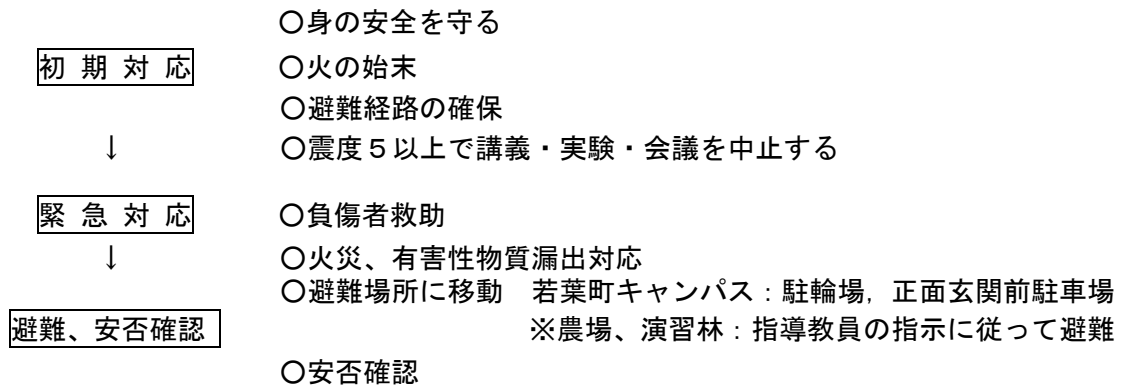 ○身の安全を守る
初 期 対 応 ○火の始末
○避難経路の確保
↓ ○震度５以上で講義・実験・会議を中止する
緊 急 対 応 ○負傷者救助
↓ ○火災、有害性物質漏出対応
○避難場所に移動 若葉町キャンパス：駐輪場，正面玄関前駐車場
避難、安否確認 ※農場、演習林：指導教員の指示に従って避難
○安否確認